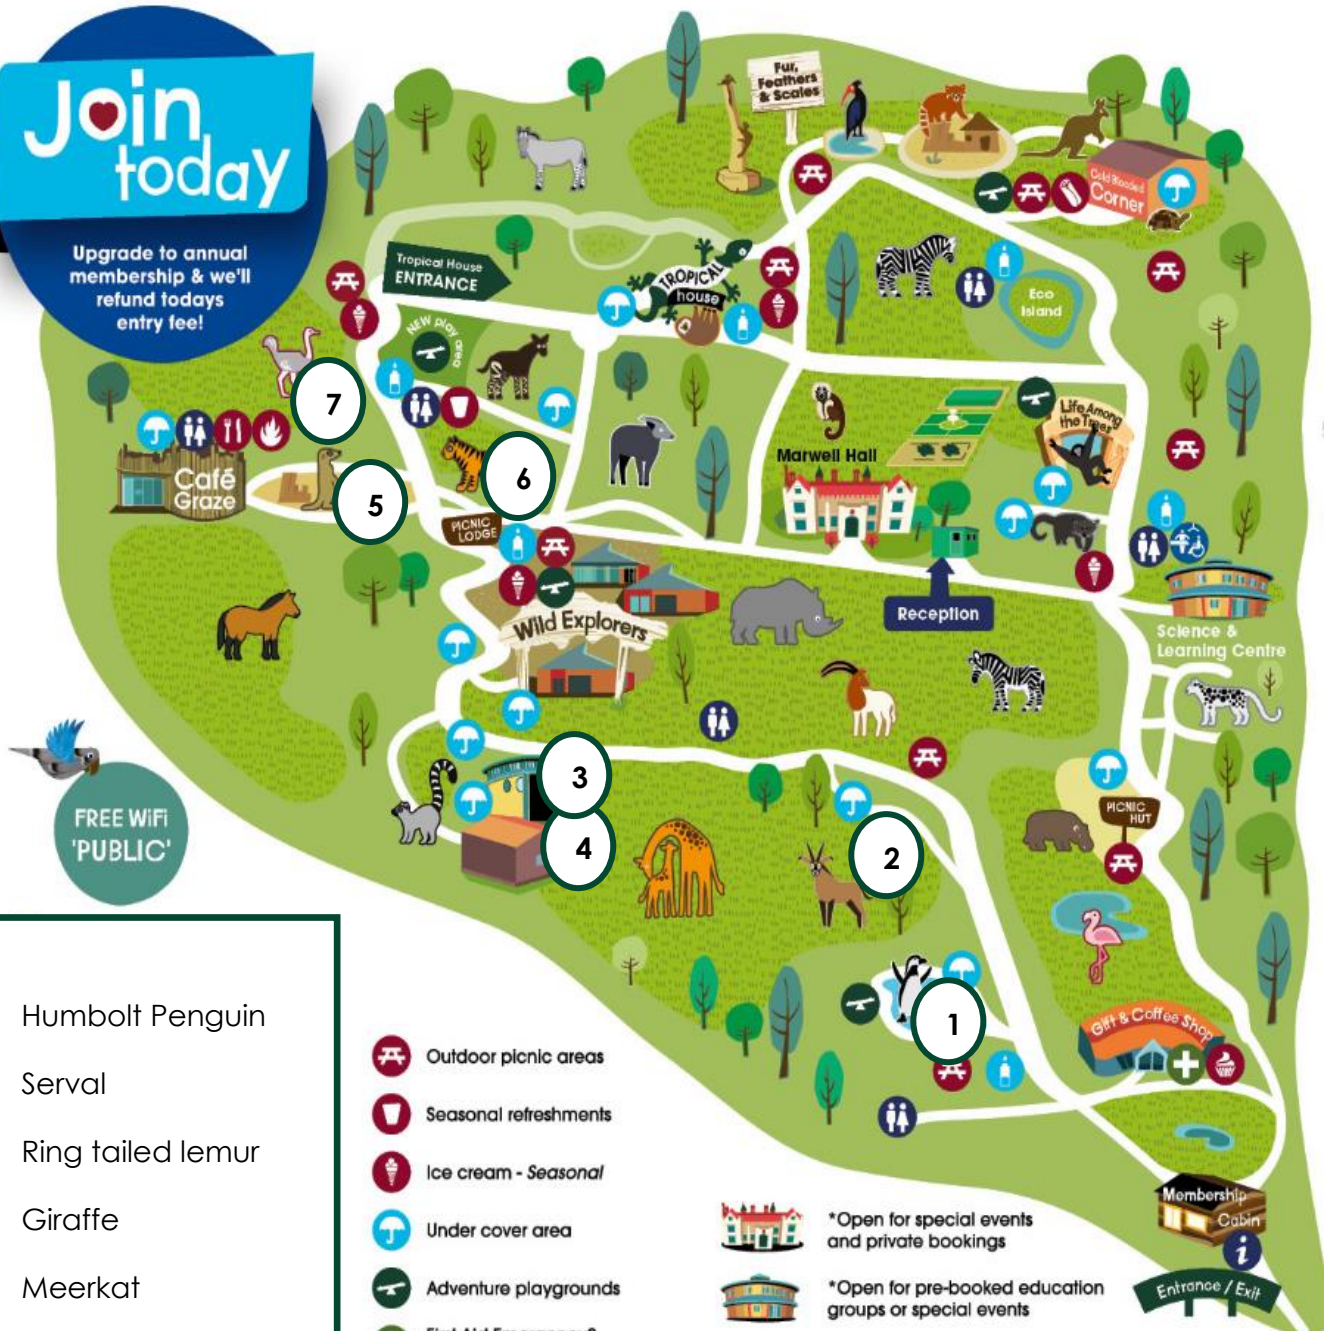 Join
today
Upgrade to annual
membership & we'll
refund todays
entry fee!
Fur,
Feathers
& Scales
Cold Blooded
Corner
Tropical House
ENTRANCE
TROPICAL
house
NEW play area
Eco
Island
7
Café
Graze
5
6
PICNIC
LODGE
Marwell Hall
Life Among
the Trees
Reception
Wild Explorers
Science &
Learning Centre
FREE WiFi
'PUBLIC'
3
4
2
PICNIC
HUT
1
Gift & Coffee Shop
Membership
Cabin
i
Entrance / Exit
Humbolt Penguin
Serval
Ring tailed lemur
Giraffe
Meerkat
Outdoor picnic areas
Seasonal refreshments
Ice cream - Seasonal
Under cover area
Adventure playgrounds
*Open for special events
and private bookings
*Open for pre-booked education
groups or special events